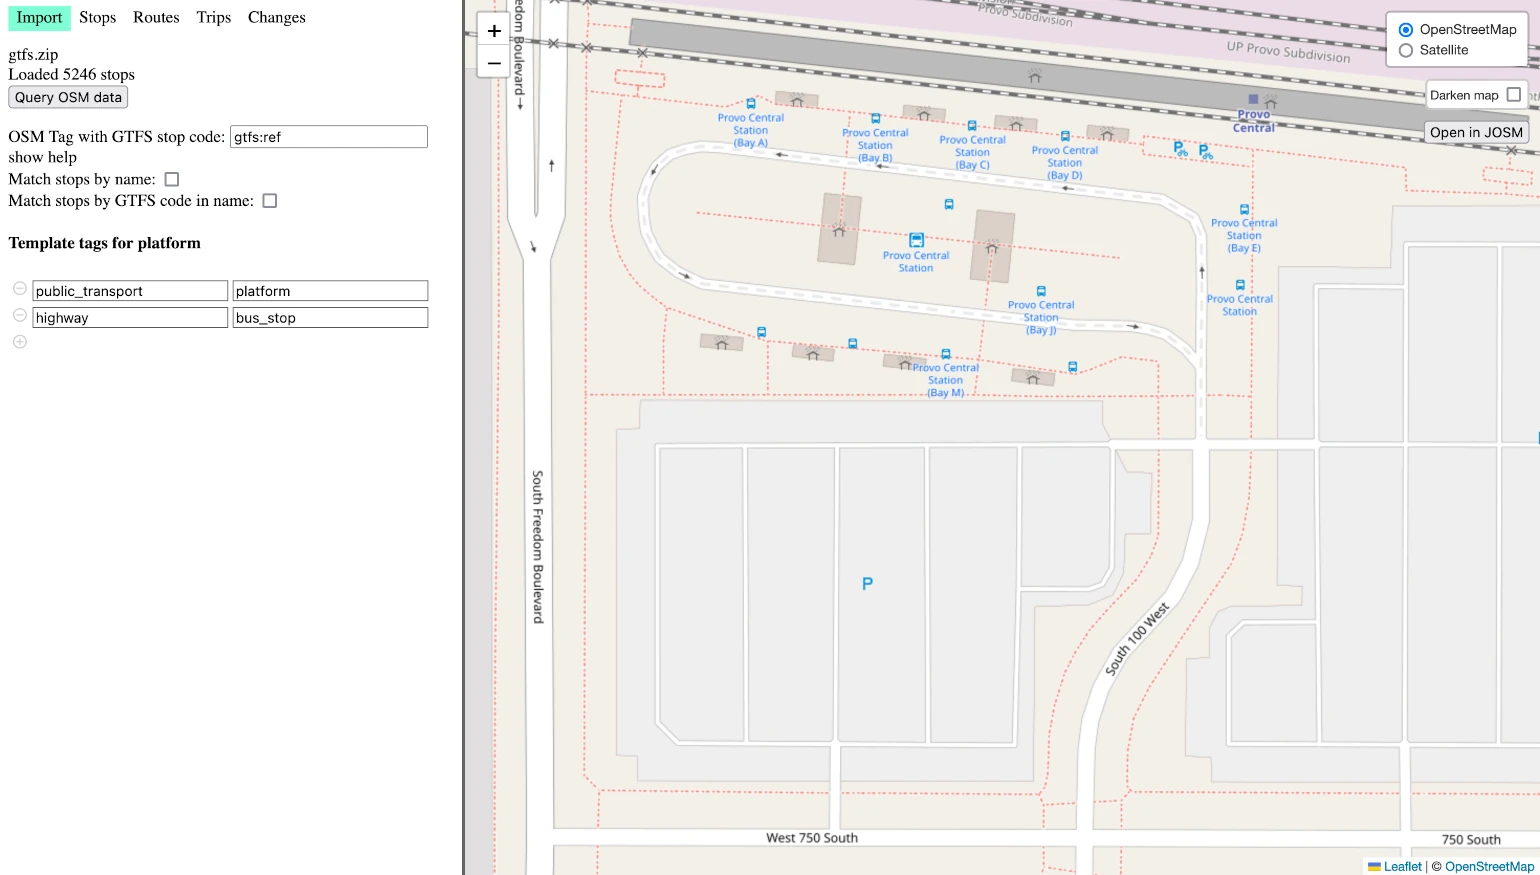 Import Stops Routes Trips Changes
gtfs.zip
Loaded 5246 stops
Query OSM data
OSM Tag with GTFS stop code: gtfs:ref
show help
Match stops by name:
Match stops by GTFS code in name:
Template tags for platform
public_transport platform
highway bus_stop
+
−
OpenStreetMap
Satellite
Darken map
Open in JOSM
Provo Subdivision
UP Provo Subdivision
Provo
Central
Provo Central
Station
(Bay A)
Provo Central
Station
(Bay B)
Provo Central
Station
(Bay C)
Provo Central
Station
(Bay D)
Provo Central
Station
(Bay E)
Provo Central
Station
Provo Central
Station
Provo Central
Station
(Bay J)
Provo Central
Station
(Bay M)
edom Boulevard
South Freedom Boulevard
P
South 100 West
West 750 South
750 South
Leaflet | © OpenStreetMap